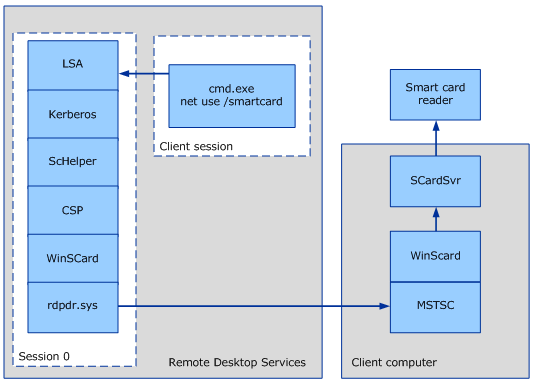 LSA
Kerberos
ScHelper
CSP
WinSCard
rdpdr.sys
Session 0
cmd.exe
net use /smartcard
Client session
Remote Desktop Services
Smart card
reader
SCardSvr
WinScard
MSTSC
Client computer